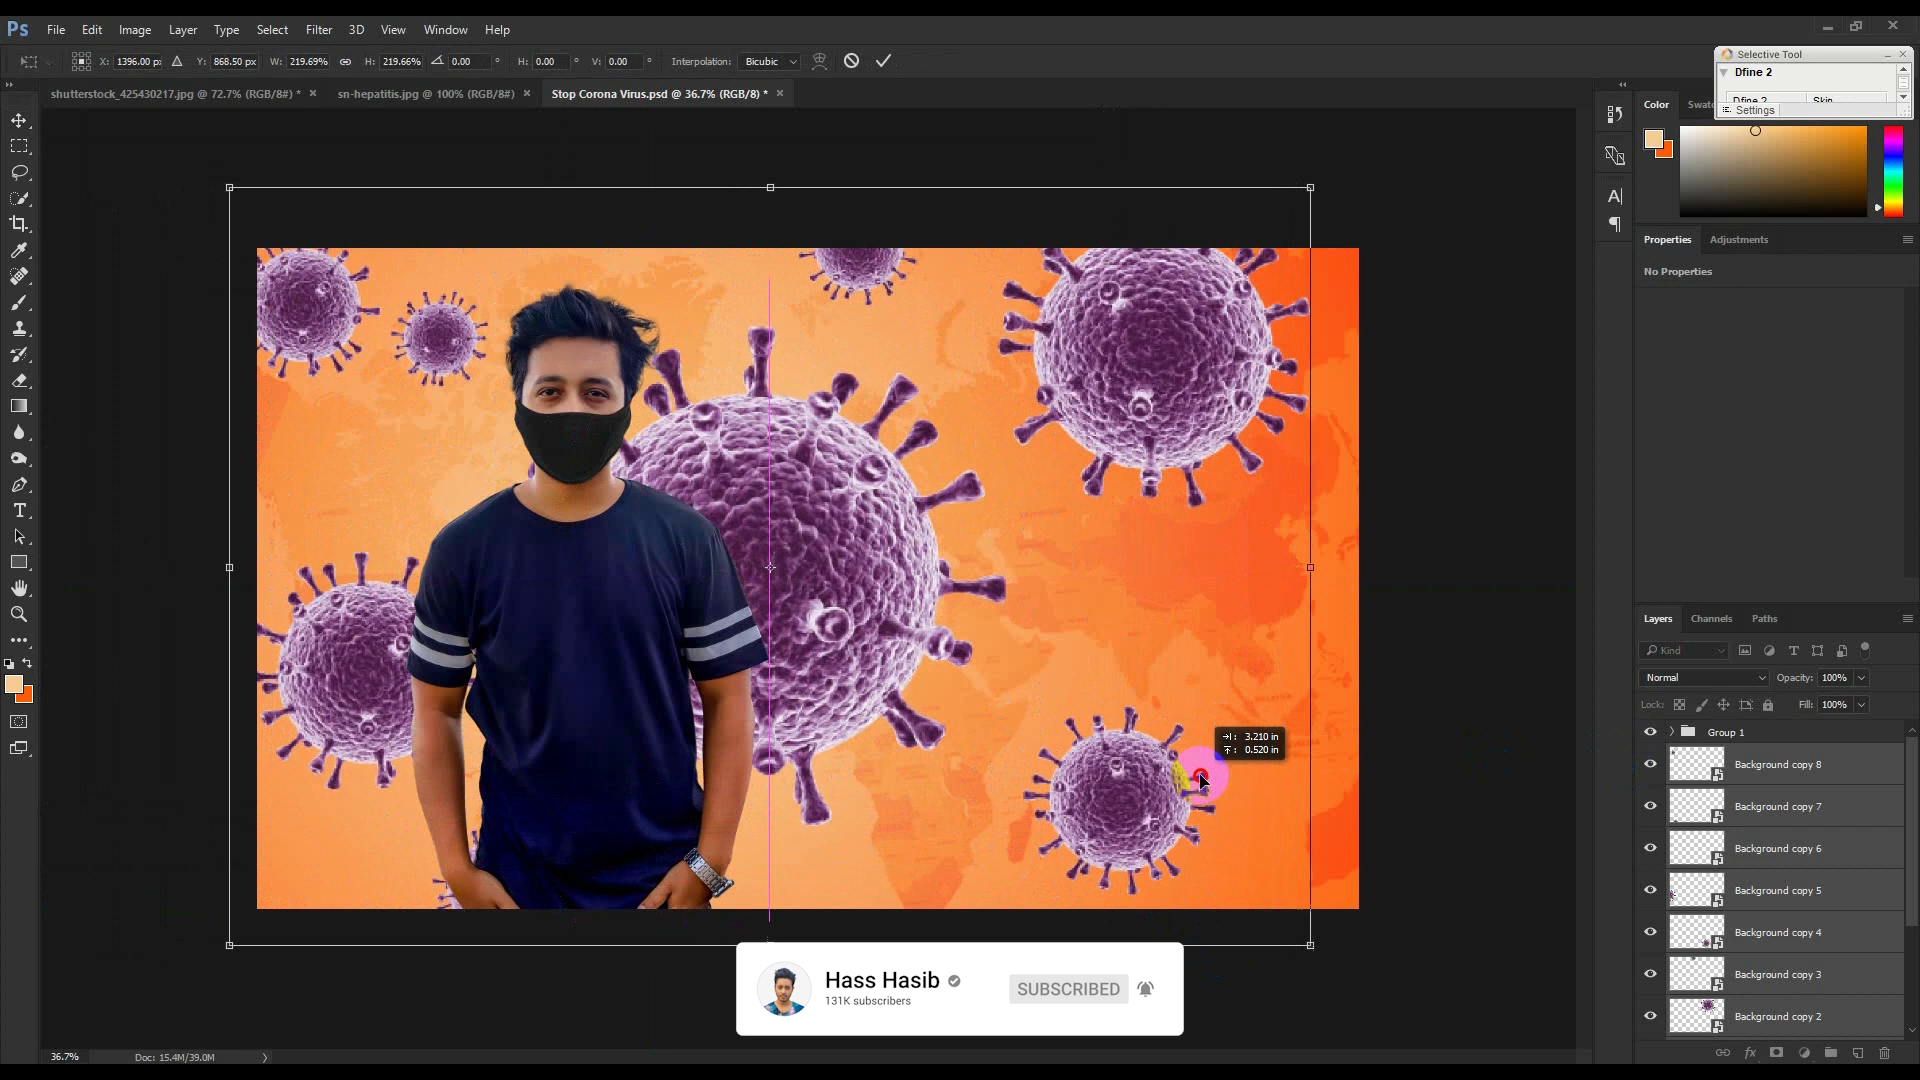 Ps File Edit Image Layer Type Select Filter 3D View Window Help
X: 1396.00 px Y: 868.50 px W: 219.69% H: 219.66% 0.00 ° H: 0.00 ° V: 0.00 ° Interpolation: Bicubic
Selective Tool
Dfine 2
Dfine 2 Skin
Settings
shutterstock_425430217.jpg @ 72.7% (RGB/8#) * × sn-hepatitis.jpg @ 100% (RGB/8#) × Stop Corona Virus.psd @ 36.7% (RGB/8) * ×
Color
Properties Adjustments
No Properties
3.210 in
0.520 in
Layers Channels Paths
Kind
Normal Opacity: 100%
Lock: Fill: 100%
Group 1
Background copy 8
Background copy 7
Background copy 6
Background copy 5
Background copy 4
Background copy 3
Background copy 2
Hass Hasib
131K subscribers
SUBSCRIBED
36.7% Doc: 15.4M/39.0M